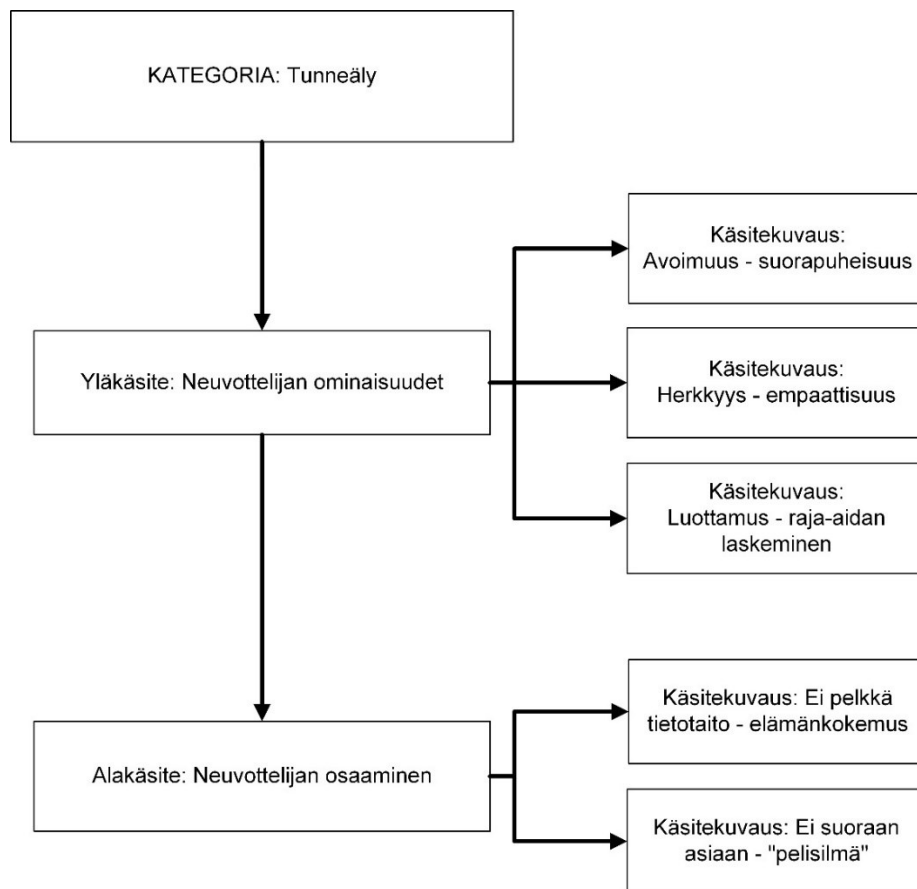 KATEGORIA: Tunneäly
Käsitekuvaus:
Avoimuus - suorapuheisuus
Yläkäsite: Neuvottelijan ominaisuudet
Käsitekuvaus:
Herkkyys - empaattisuus
Käsitekuvaus:
Luottamus - raja-aidan
laskeminen
Alakäsite: Neuvottelijan osaaminen
Käsitekuvaus: Ei pelkkä
tietotaito - elämänkokemus
Käsitekuvaus: Ei suoraan
asiaan - "pelisilmä"